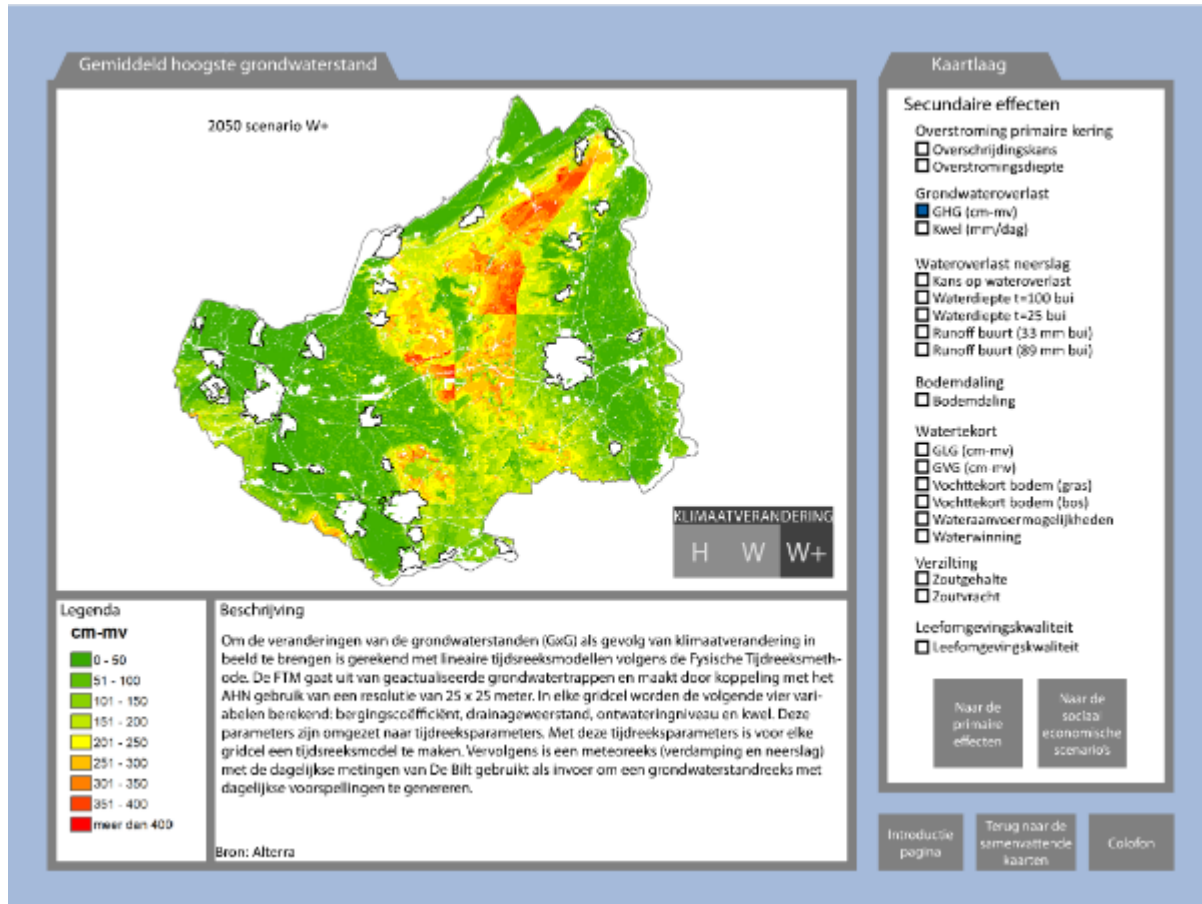 Gemiddeld hoogste grondwaterstand
2050 scenario W+
KLIMAATVERANDERING
H W W+
Legenda
cm-mv
0 - 50
51 - 100
101 - 150
151 - 200
201 - 250
251 - 300
301 - 350
351 - 400
meer dan 400
Beschrijving
Om de veranderingen van de grondwaterstanden (GxG) als gevolg van klimaatverandering in
beeld te brengen is gerekend met lineaire tijdsreeksmodellen volgens de Fysische Tijdreeksmeth-
ode. De FTM gaat uit van geactualiseerde grondwatertrappen en maakt door koppeling met het
AHN gebruik van een resolutie van 25 x 25 meter. In elke gridcel worden de volgende vier vari-
abelen berekend: bergingscoëfficiënt, drainageweerstand, ontwateringniveau en kwel. Deze
parameters zijn omgezet naar tijdreeksparameters. Met deze tijdreeksparameters is voor elke
gridcel een tijdsreeksmodel te maken. Vervolgens is een meteoreeks (verdamping en neerslag)
met de dagelijkse metingen van De Bilt gebruikt als invoer om een grondwaterstandreeks met
dagelijkse voorspellingen te genereren.
Bron: Alterra
Kaartlaag
Secundaire effecten
Overstroming primaire kering
Overschrijdingskans
Overstromingsdiepte
Grondwateroverlast
GHG (cm-mv)
Kwel (mm/dag)
Wateroverlast neerslag
Kans op wateroverlast
Waterdiepte t=100 bui
Waterdiepte t=25 bui
Runoff buurt (33 mm bui)
Runoff buurt (89 mm bui)
Bodemdaling
Bodemdaling
Watertekort
GLG (cm-mv)
GVG (cm-mv)
Vochttekort bodem (gras)
Vochttekort bodem (bos)
Wateraanvoermogelijkheden
Waterwinning
Verzilting
Zoutgehalte
Zoutvracht
Leefomgevingskwaliteit
Leefomgevingskwaliteit
Naar de
primaire
effecten
Naar de
sociaal
economische
scenario's
Introductie
pagina
Terug naar de
samenvattende
kaarten
Colofon